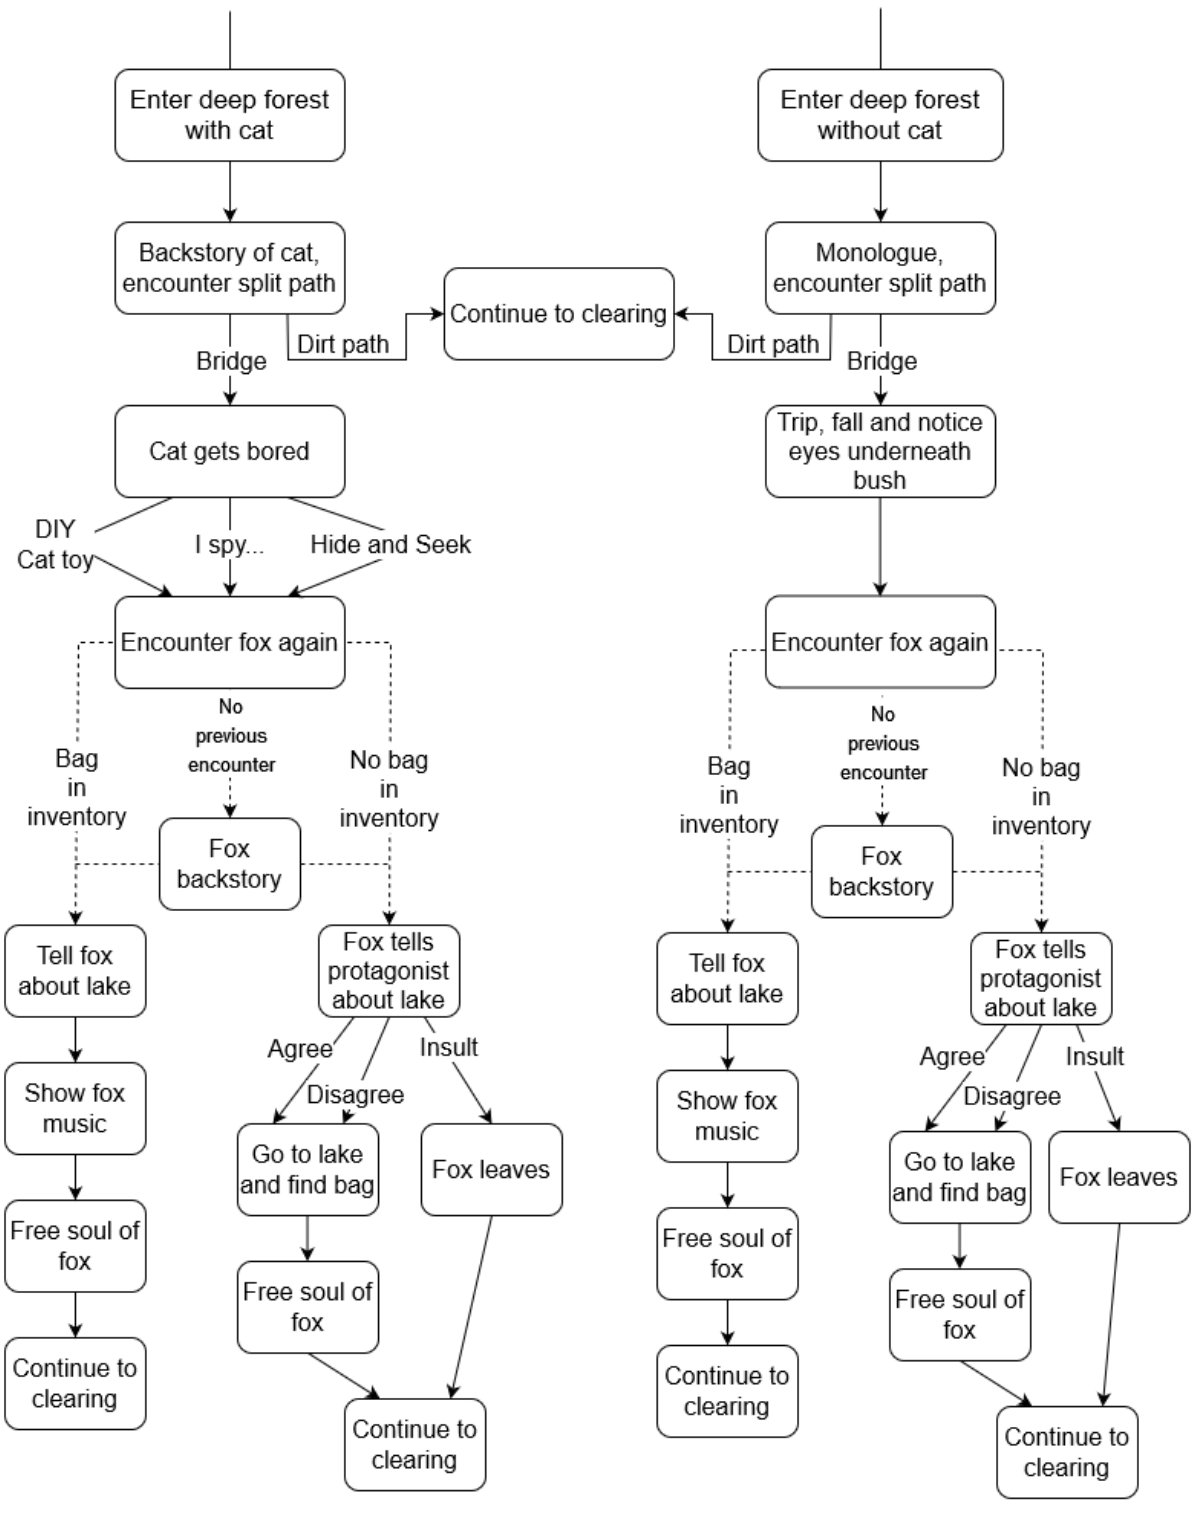 Enter deep forest
with cat
Enter deep forest
without cat
Backstory of cat,
encounter split path
Monologue,
encounter split path
Continue to clearing
Dirt path
Dirt path
Bridge
Bridge
Cat gets bored
Trip, fall and notice
eyes underneath
bush
DIY
Cat toy
I spy...
Hide and Seek
Encounter fox again
Encounter fox again
Bag
in
inventory
No
previous
encounter
No bag
in
inventory
Bag
in
inventory
No
previous
encounter
No bag
in
inventory
Fox
backstory
Fox
backstory
Tell fox
about lake
Fox tells
protagonist
about lake
Tell fox
about lake
Fox tells
protagonist
about lake
Agree
Disagree
Insult
Agree
Disagree
Insult
Show fox
music
Go to lake
and find bag
Fox leaves
Show fox
music
Go to lake
and find bag
Fox leaves
Free soul of
fox
Free soul of
fox
Free soul of
fox
Free soul of
fox
Continue to
clearing
Continue to
clearing
Continue to
clearing
Continue to
clearing